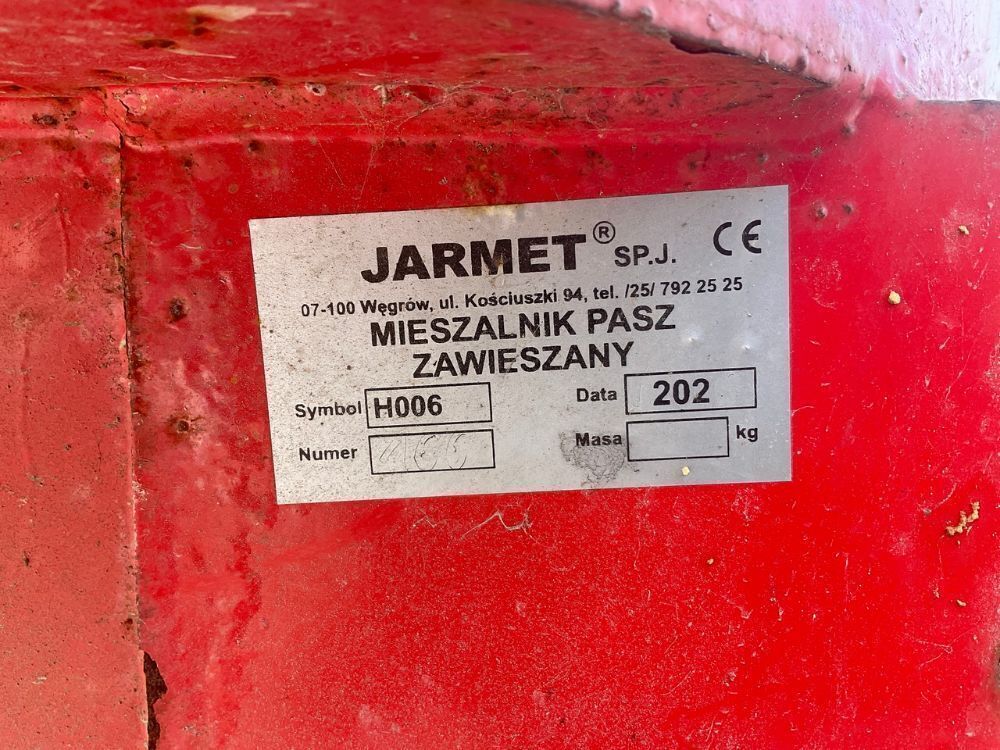 JARMET® SP.J. CE
07-100 Węgrów, ul. Kościuszki 94, tel. /25/ 792 25 25
MIESZALNIK PASZ
ZAWIESZANY
Symbol H006 Data 202
Numer Masa kg